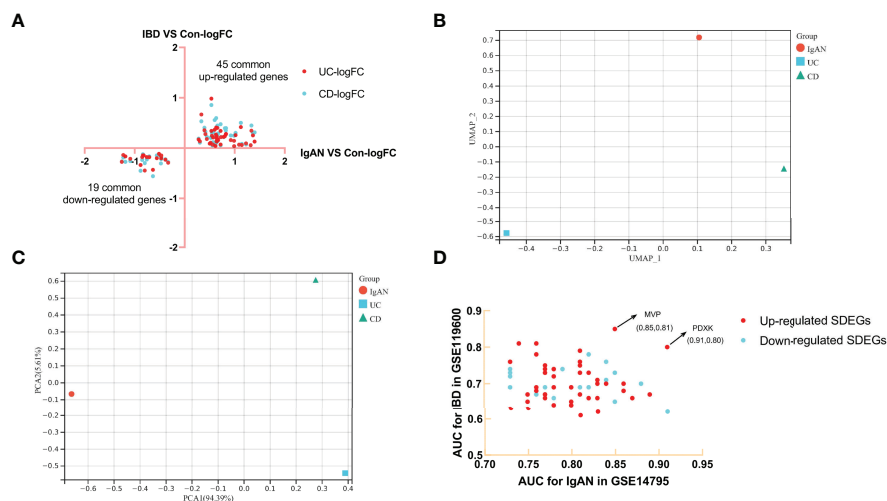 A
IBD VS Con-logFC
2
45 common
up-regulated genes
UC-logFC
CD-logFC
1
-2
-1
1
2
IgAN VS Con-logFC
19 common
down-regulated genes
-1
-2
B
0.7
0.6
0.5
0.4
0.3
0.2
0.1
0.0
−0.1
−0.2
−0.3
−0.4
−0.5
−0.6
UMAP_2
−0.4
−0.3
−0.2
−0.1
0.0
0.1
0.2
0.3
UMAP_1
Group
IgAN
UC
CD
C
0.6
0.5
0.4
0.3
0.2
0.1
0.0
−0.1
−0.2
−0.3
−0.4
−0.5
PCA2(5.61%)
−0.6
−0.5
−0.4
−0.3
−0.2
−0.1
0.0
0.1
0.2
0.3
0.4
PCA1(94.39%)
Group
IgAN
UC
CD
D
0.9
0.8
0.7
0.6
0.5
AUC for IBD in GSE119600
MVP
(0.85,0.81)
PDXK
(0.91,0.80)
Up-regulated SDEGs
Down-regulated SDEGs
0.70
0.75
0.80
0.85
0.90
0.95
AUC for IgAN in GSE14795